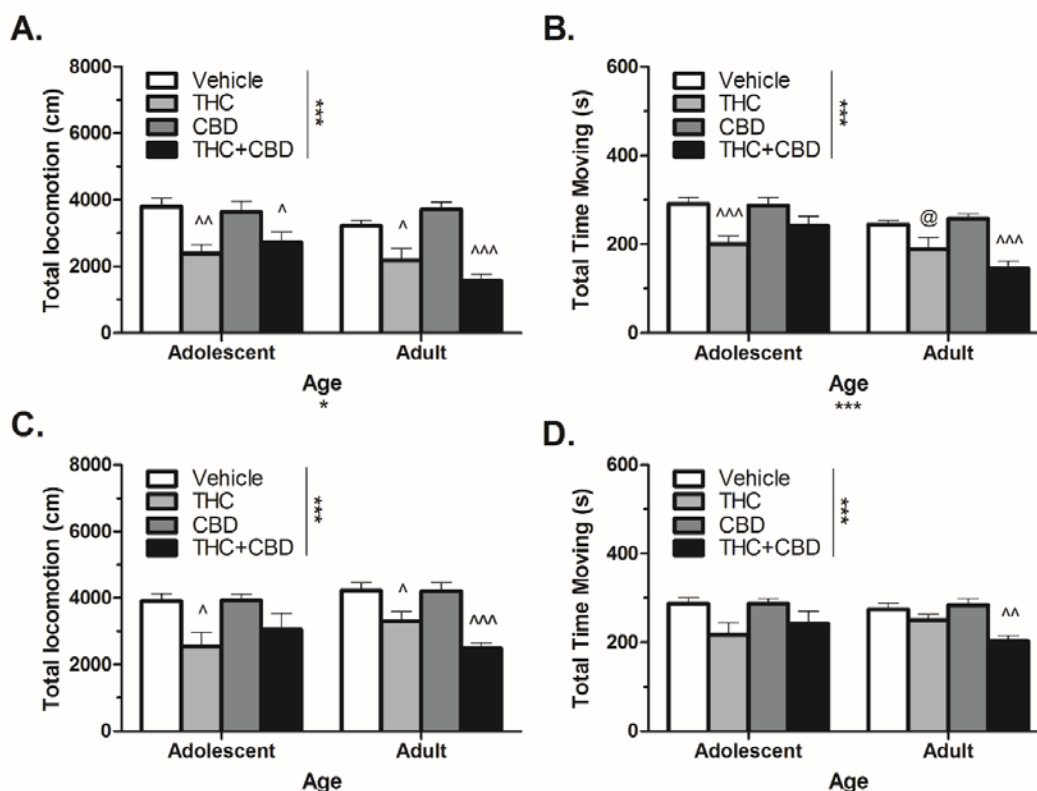 A.
Total locomotion (cm)
8000
6000
4000
2000
0
Vehicle
THC
CBD
THC+CBD
***
^^
^
^
^^^
Adolescent
Adult
Age
*
B.
Total Time Moving (s)
600
400
200
0
Vehicle
THC
CBD
THC+CBD
***
^^^
@
^^^
Adolescent
Adult
Age
***
C.
Total locomotion (cm)
8000
6000
4000
2000
0
Vehicle
THC
CBD
THC+CBD
***
^
^
^^^
Adolescent
Adult
Age
D.
Total Time Moving (s)
600
400
200
0
Vehicle
THC
CBD
THC+CBD
***
^^
Adolescent
Adult
Age